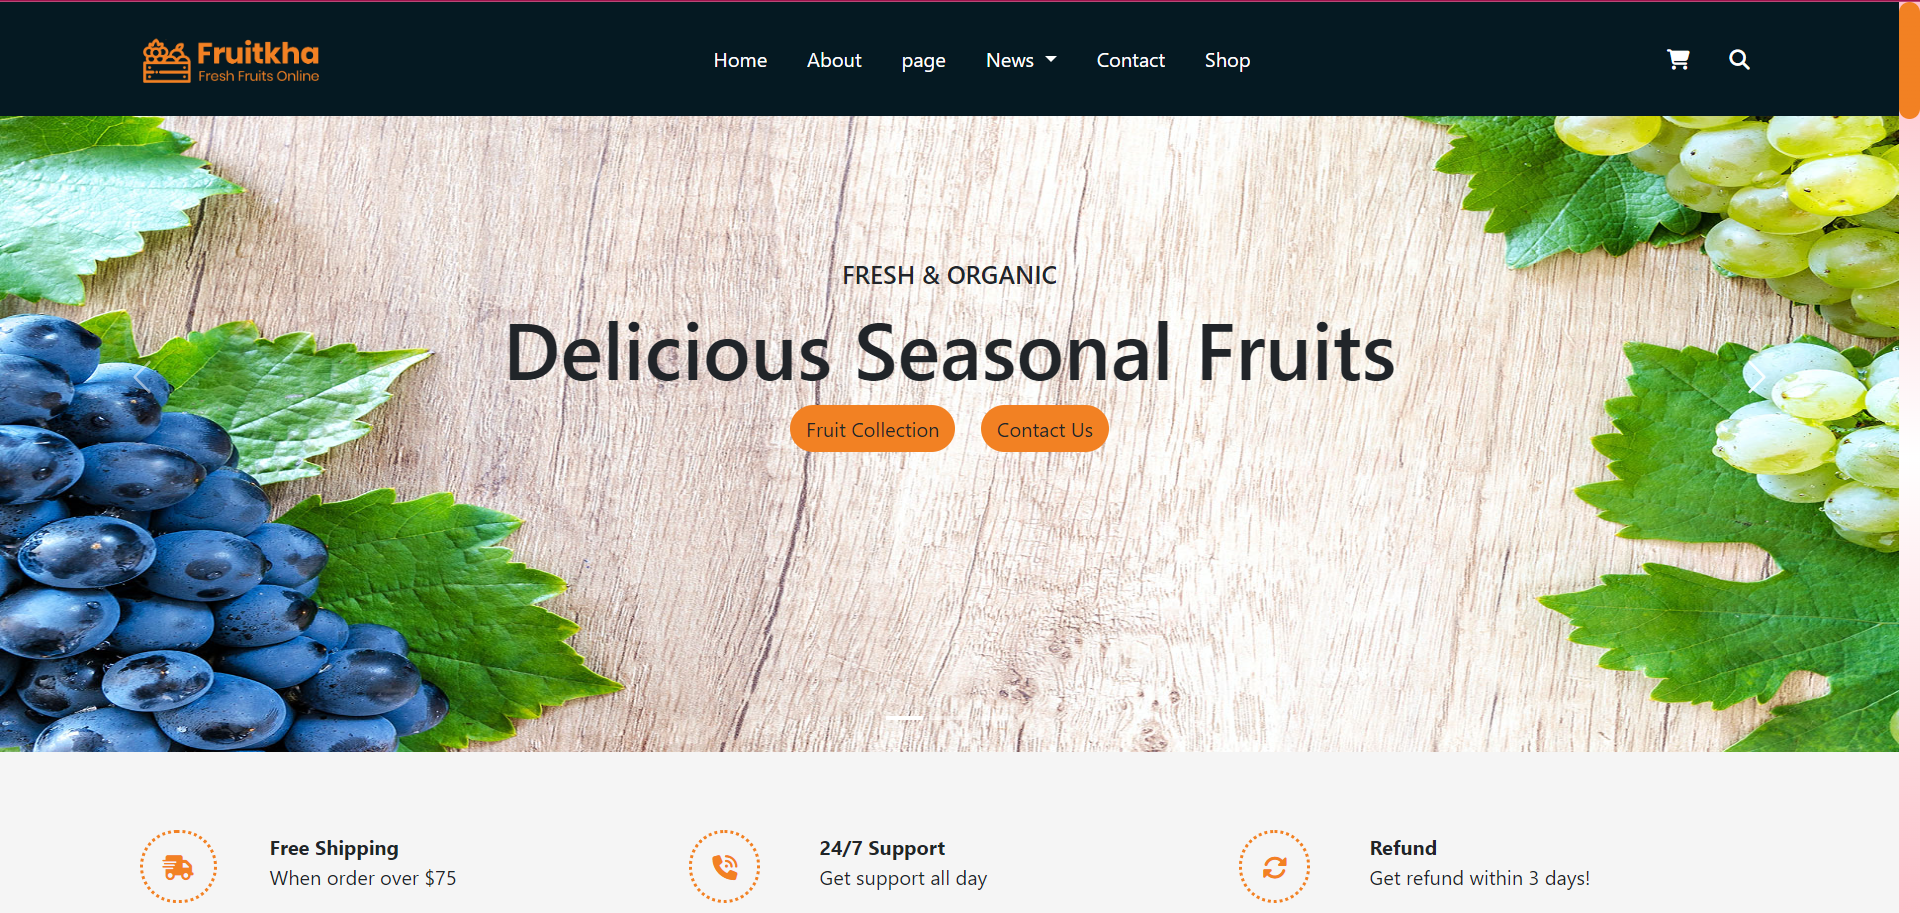 Fruitkha
Fresh Fruits Online
Home About page News Contact Shop
FRESH & ORGANIC
Delicious Seasonal Fruits
Fruit Collection Contact Us
Free Shipping
When order over $75
24/7 Support
Get support all day
Refund
Get refund within 3 days!